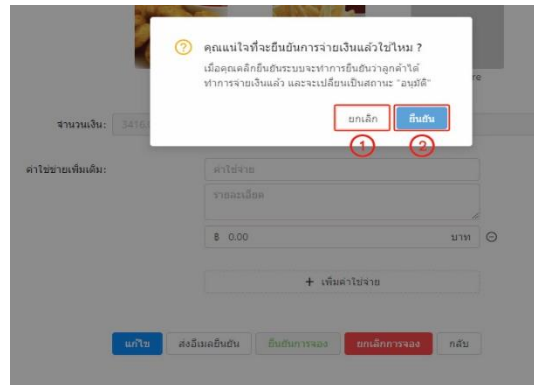 คุณแน่ใจที่จะยืนยันการจ่ายเงินแล้วใช่ไหม ?
เมื่อคุณคลิกยืนยันระบบจะทำการยืนยันว่าลูกค้าได้
ทำการจ่ายเงินแล้ว และจะเปลี่ยนเป็นสถานะ "อนุมัติ"
re
ยกเลิก ยืนยัน
1 2
จำนวนเงิน: 3416
ค่าใช้จ่ายเพิ่มเติม: ค่าใช้จ่าย
รายละเอียด
฿ 0.00 บาท
+ เพิ่มค่าใช้จ่าย
แก้ไข ส่งอีเมลยืนยัน ยืนยันการจอง ยกเลิกการจอง กลับ